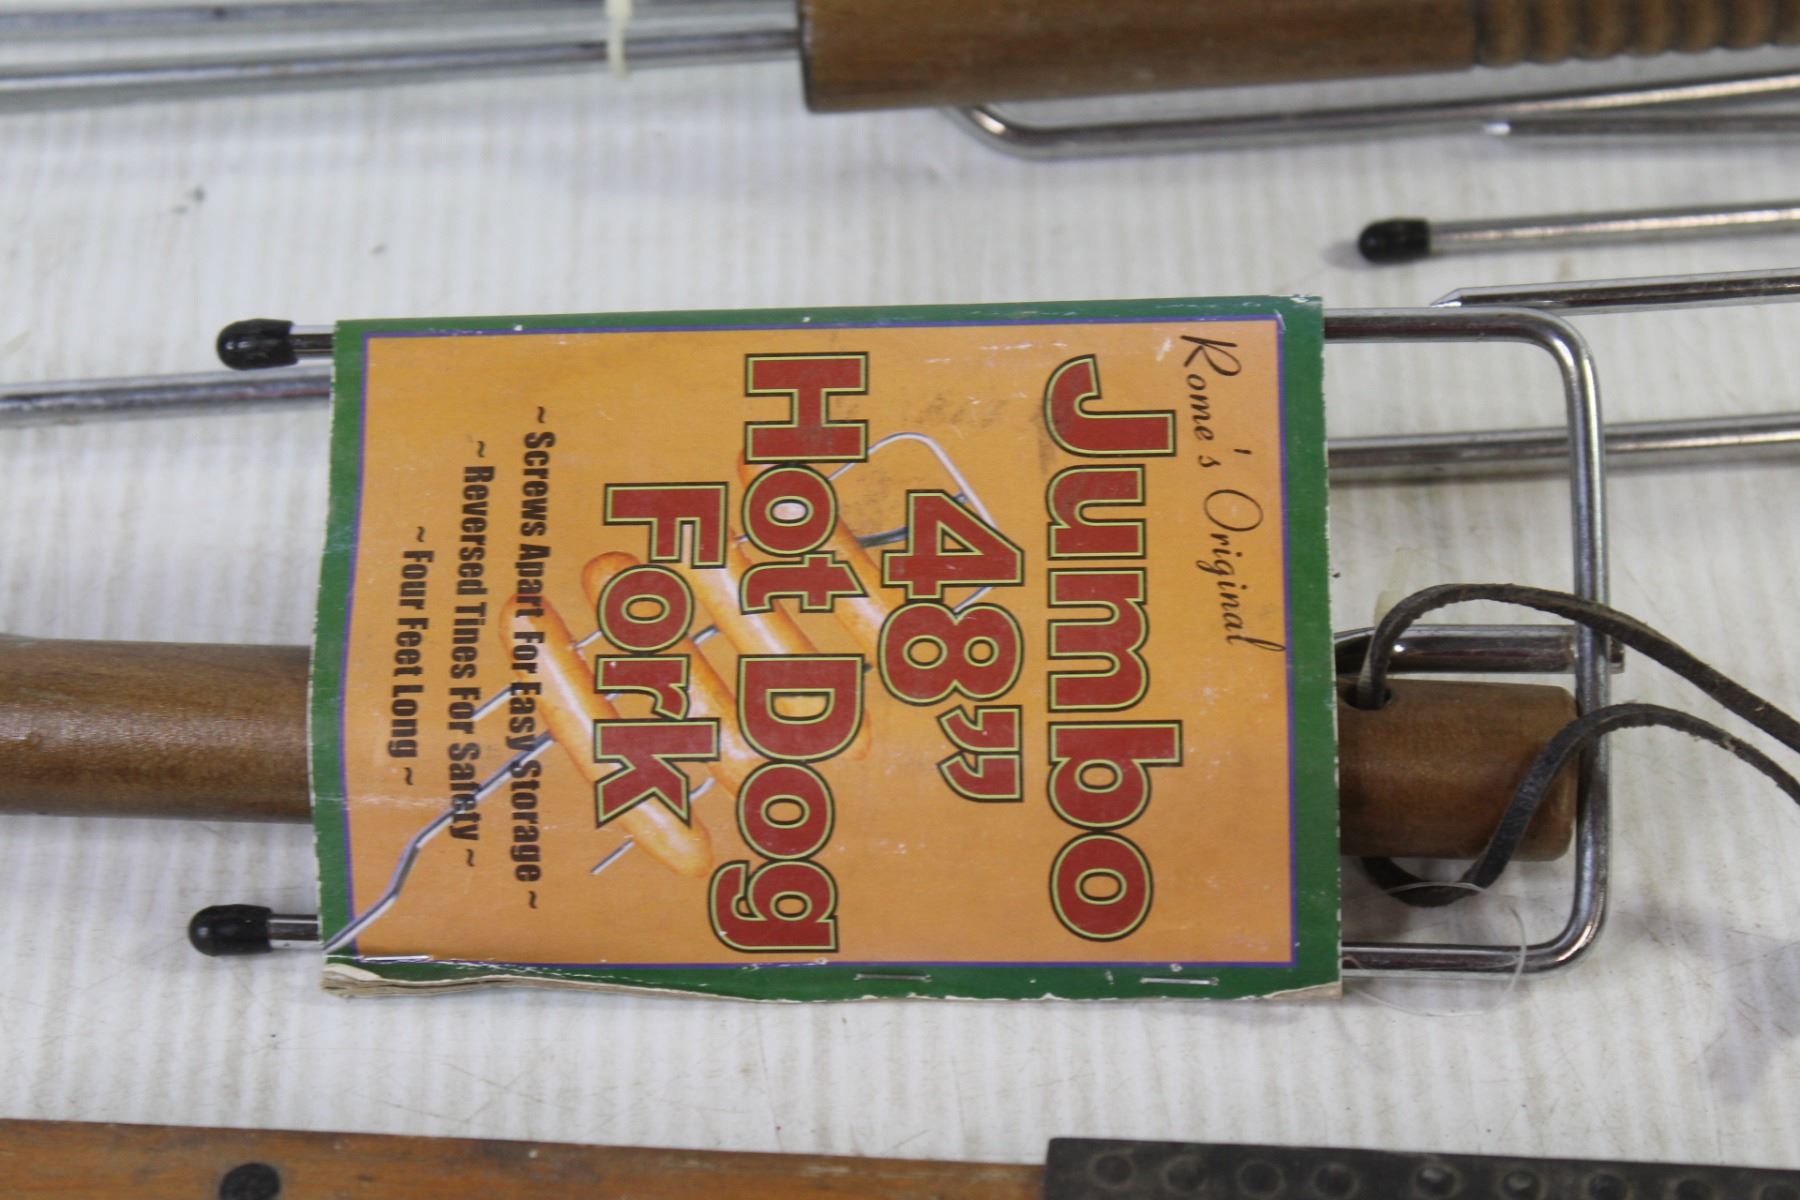 Rome's Original
Jumbo
48”
Hot Dog
Fork
~ Screws Apart For Easy Storage ~
~ Reversed Tines For Safety ~
~ Four Feet Long ~